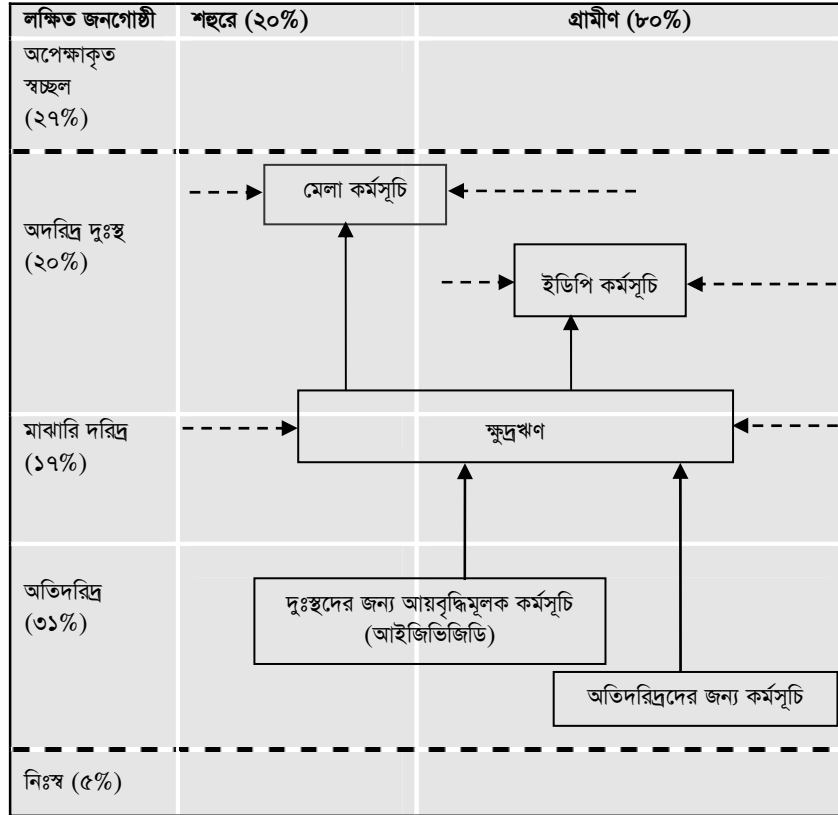 লক্ষিত জনগোষ্ঠী শহুরে (২০%) গ্রামীণ (৮০%)
অপেক্ষাকৃত
স্বচ্ছল
(২৭%)
মেলা কর্মসূচি
অদরিদ্র দুঃস্থ
(২০%)
ইডিপি কর্মসূচি
মাঝারি দরিদ্র
(১৭%)
ক্ষুদ্রঋণ
অতিদরিদ্র
(৩১%)
দুঃস্থদের জন্য আয়বৃদ্ধিমূলক কর্মসূচি
(আইজিভিজিডি)
অতিদরিদ্রদের জন্য কর্মসূচি
নিঃস্ব (৫%)